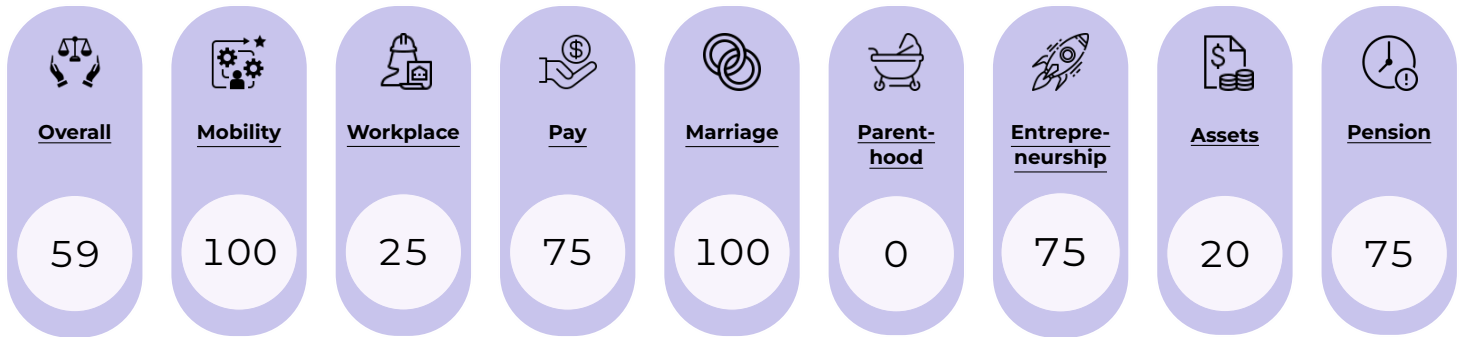 Overall
59
Mobility
100
Workplace
25
Pay
75
Marriage
100
Parent-
hood
0
Entrepre-
neurship
75
Assets
20
Pension
75